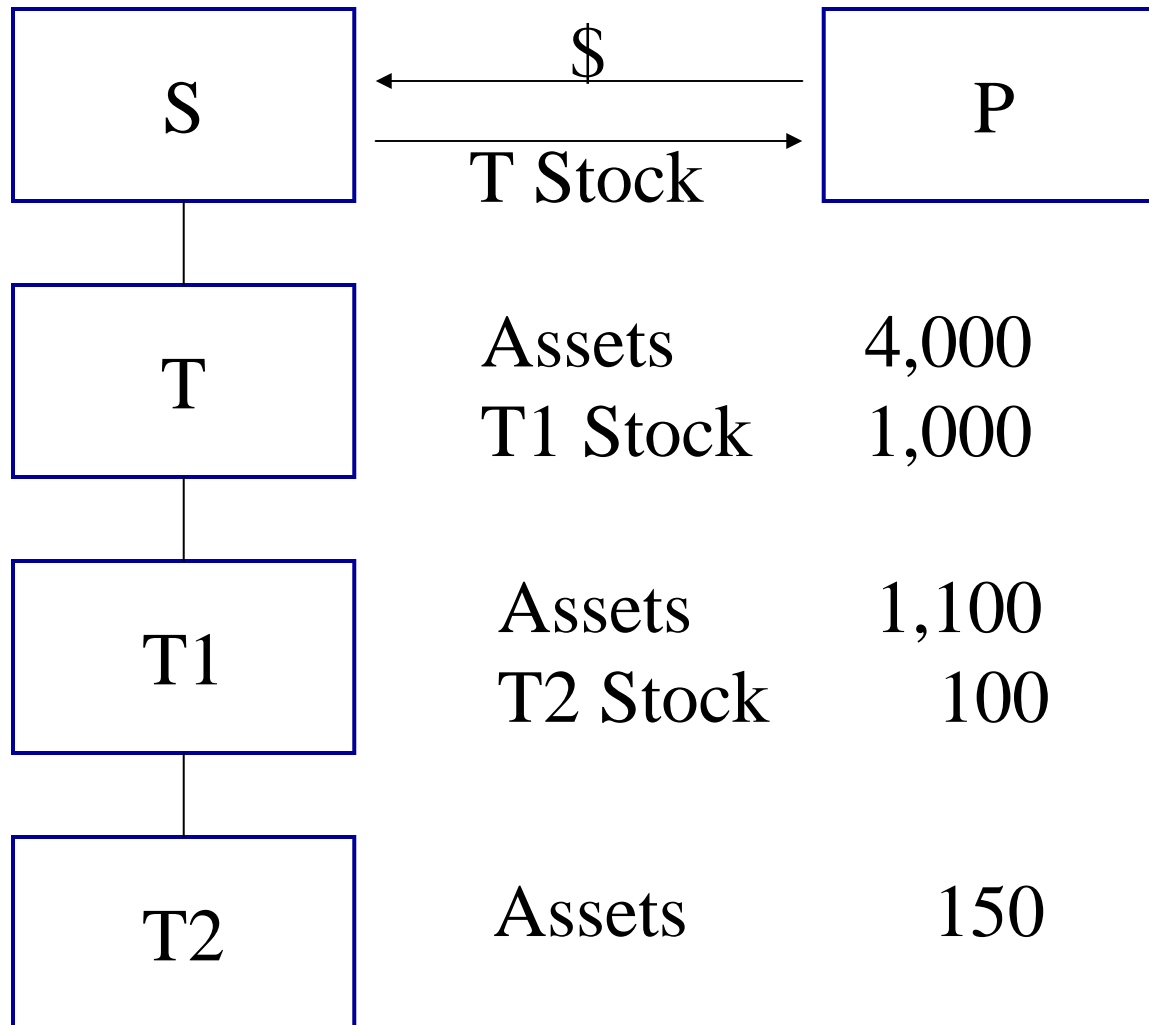 S
$
T Stock
P
T
Assets 4,000
T1 Stock 1,000
T1
Assets 1,100
T2 Stock 100
T2
Assets 150